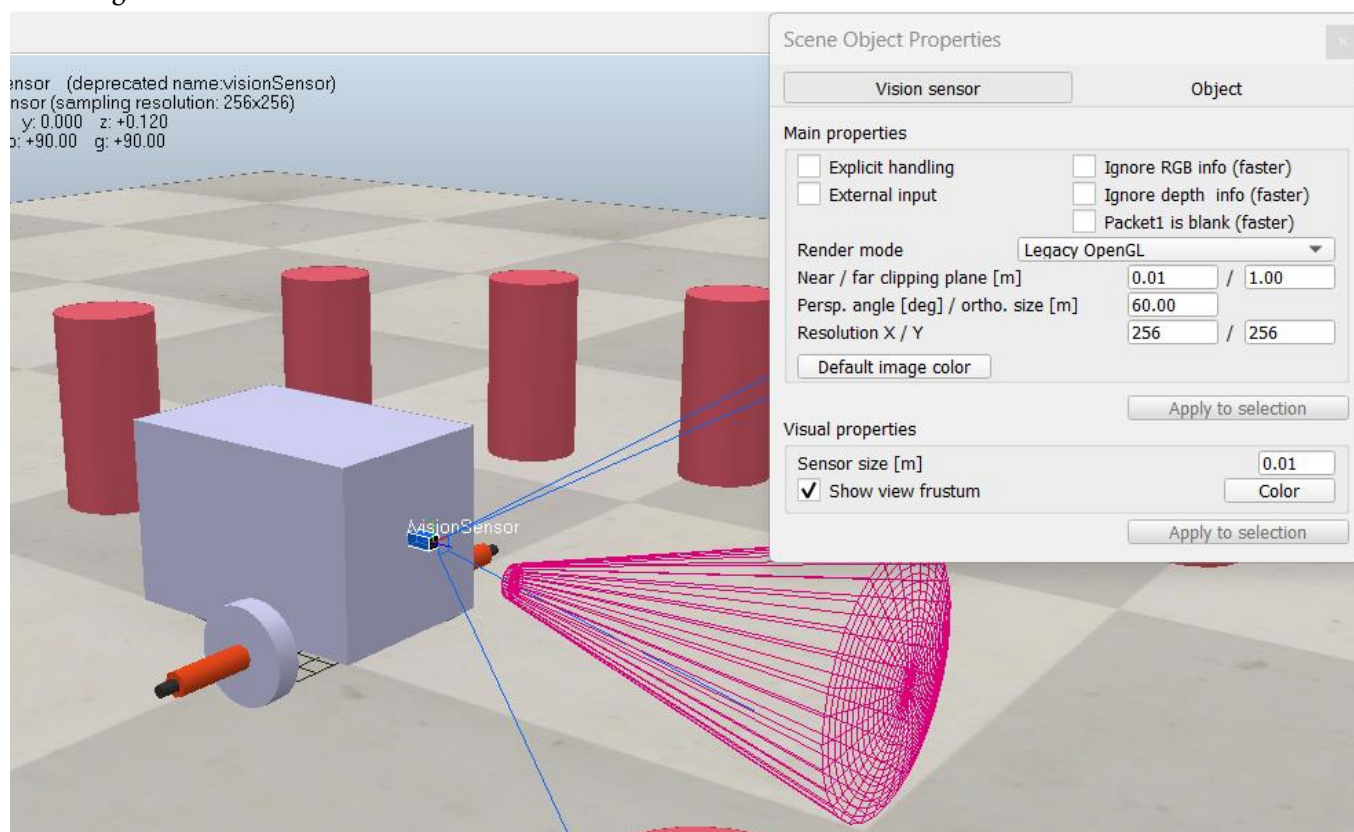 Scene Object Properties
Vision sensor Object
Main properties
Explicit handling Ignore RGB info (faster)
External input Ignore depth info (faster)
Packet1 is blank (faster)
Render mode Legacy OpenGL
Near / far clipping plane [m] 0.01 / 1.00
Persp. angle [deg] / ortho. size [m] 60.00
Resolution X / Y 256 / 256
Default image color
Apply to selection
Visual properties
Sensor size [m] 0.01
Show view frustum Color
Apply to selection
ensor (deprecated name:visionSensor)
nsor (sampling resolution: 256x256)
y: 0.000 z: +0.120
: +90.00 g: +90.00
/visionSensor